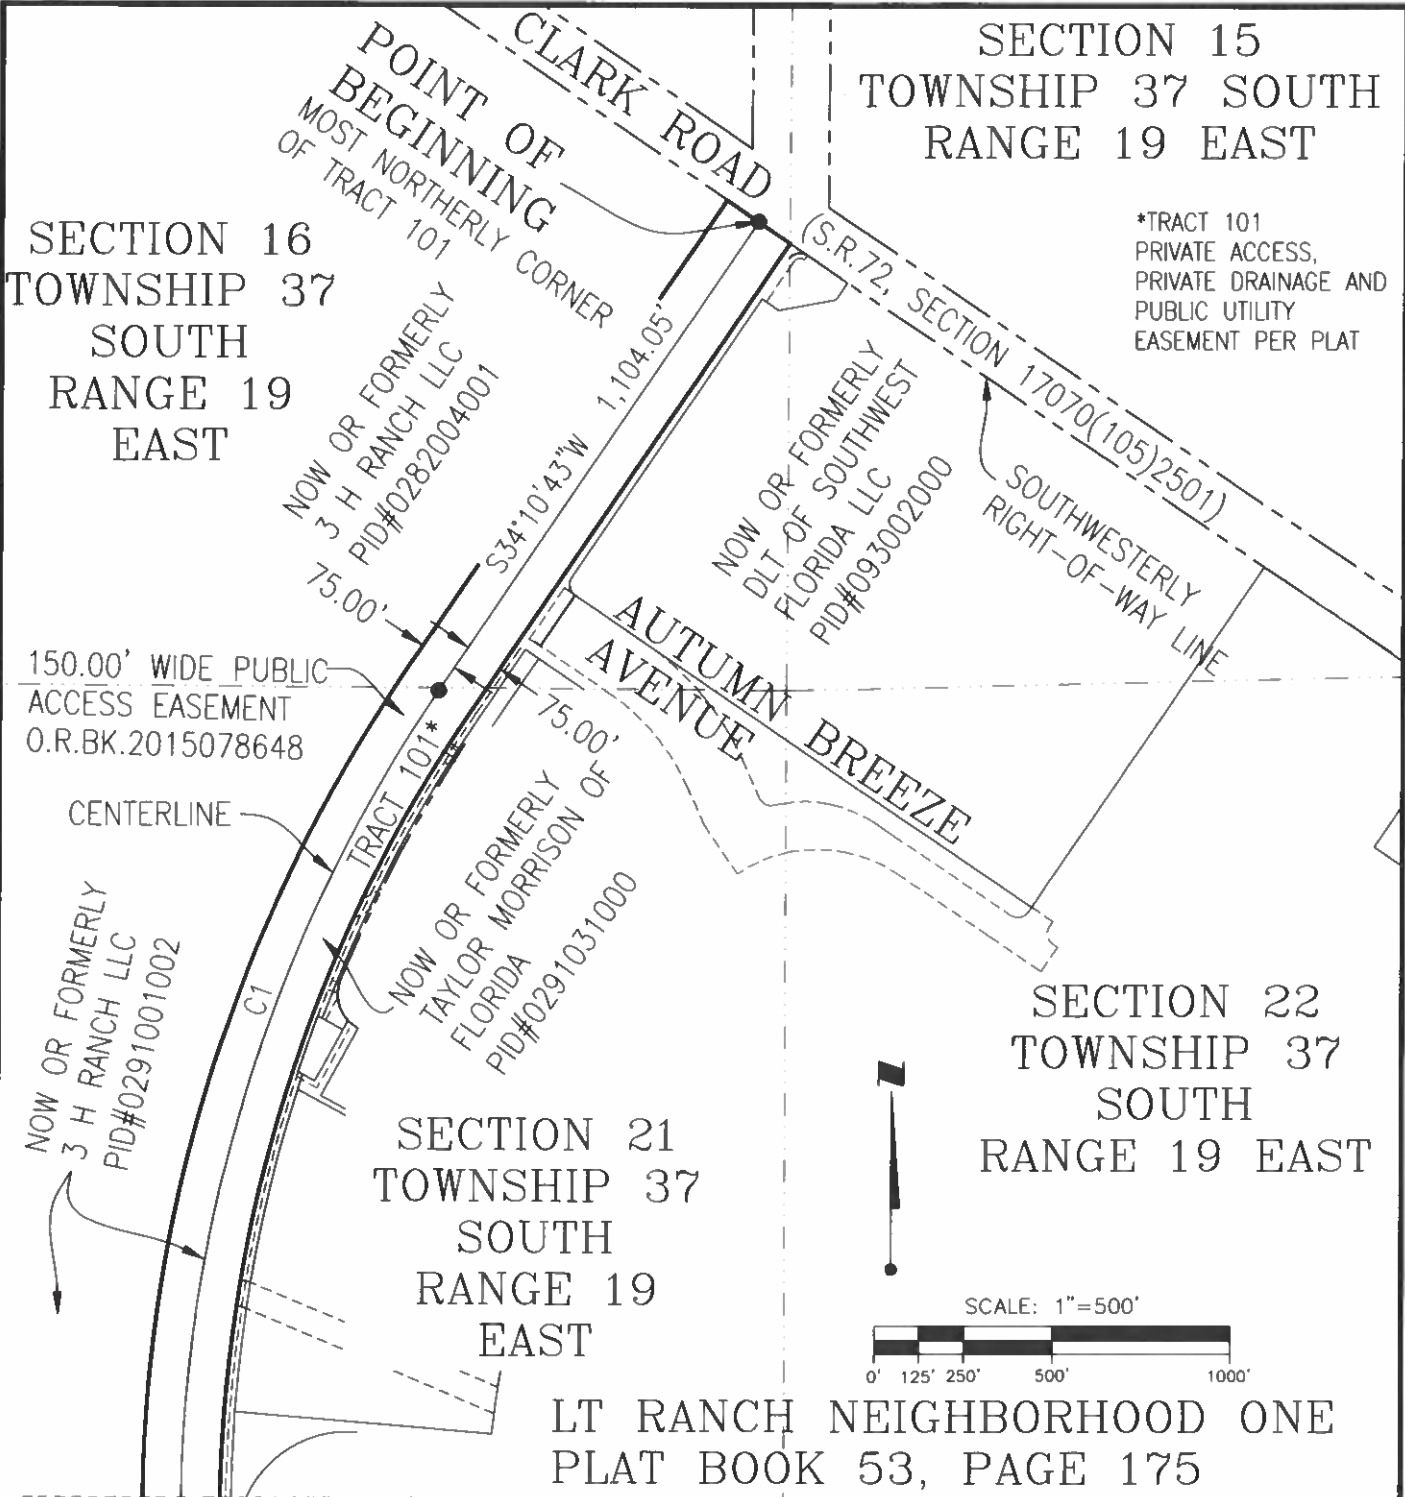 CLARK ROAD
SECTION 15
TOWNSHIP 37 SOUTH
RANGE 19 EAST
POINT OF
BEGINNING
MOST NORTHERLY CORNER
OF TRACT 101
(S.R.72, SECTION 17070(105)2501)
*TRACT 101
PRIVATE ACCESS,
PRIVATE DRAINAGE AND
PUBLIC UTILITY
EASEMENT PER PLAT
SECTION 16
TOWNSHIP 37
SOUTH
RANGE 19
EAST
NOW OR FORMERLY
3 H RANCH LLC
PID#0282004001
1,104.05'
S34°10'43"W
NOW OR FORMERLY
DLT OF SOUTHWEST
FLORIDA LLC
PID#093002000
SOUTHWESTERLY
RIGHT-OF-WAY LINE
75.00'
150.00' WIDE PUBLIC
ACCESS EASEMENT
O.R.BK.2015078648
AUTUMN BREEZE
AVENUE
75.00'
TRACT 101*
CENTERLINE
NOW OR FORMERLY
TAYLOR MORRISON OF
FLORIDA
PID#0291031000
C1
NOW OR FORMERLY
3 H RANCH LLC
PID#0291001002
SECTION 22
TOWNSHIP 37
SOUTH
RANGE 19 EAST
SECTION 21
TOWNSHIP 37
SOUTH
RANGE 19
EAST
N
SCALE: 1"=500'
0' 125' 250' 500' 1000'
LT RANCH NEIGHBORHOOD ONE
PLAT BOOK 53, PAGE 175